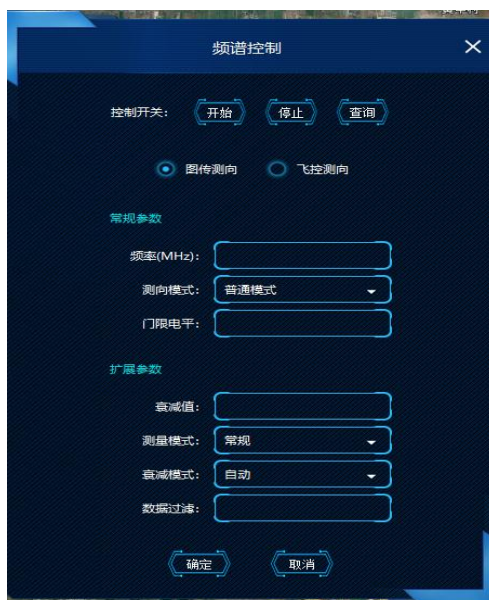 频谱控制
控制开关： 开始 停止 查询
图传测向 飞控测向
常规参数
频率(MHz)：
测向模式： 普通模式
门限电平：
扩展参数
衰减值：
测量模式： 常规
衰减模式： 自动
数据过滤：
确定 取消